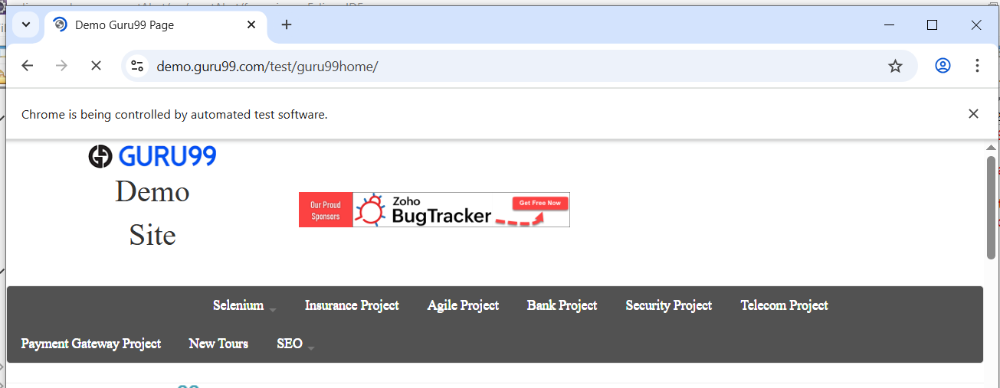 Demo Guru99 Page
demo.guru99.com/test/guru99home/
Chrome is being controlled by automated test software.
GURU99
Demo
Site
Our Proud
Sponsors
Zoho
BugTracker
Get Free Now
Selenium Insurance Project Agile Project Bank Project Security Project Telecom Project
Payment Gateway Project New Tours SEO